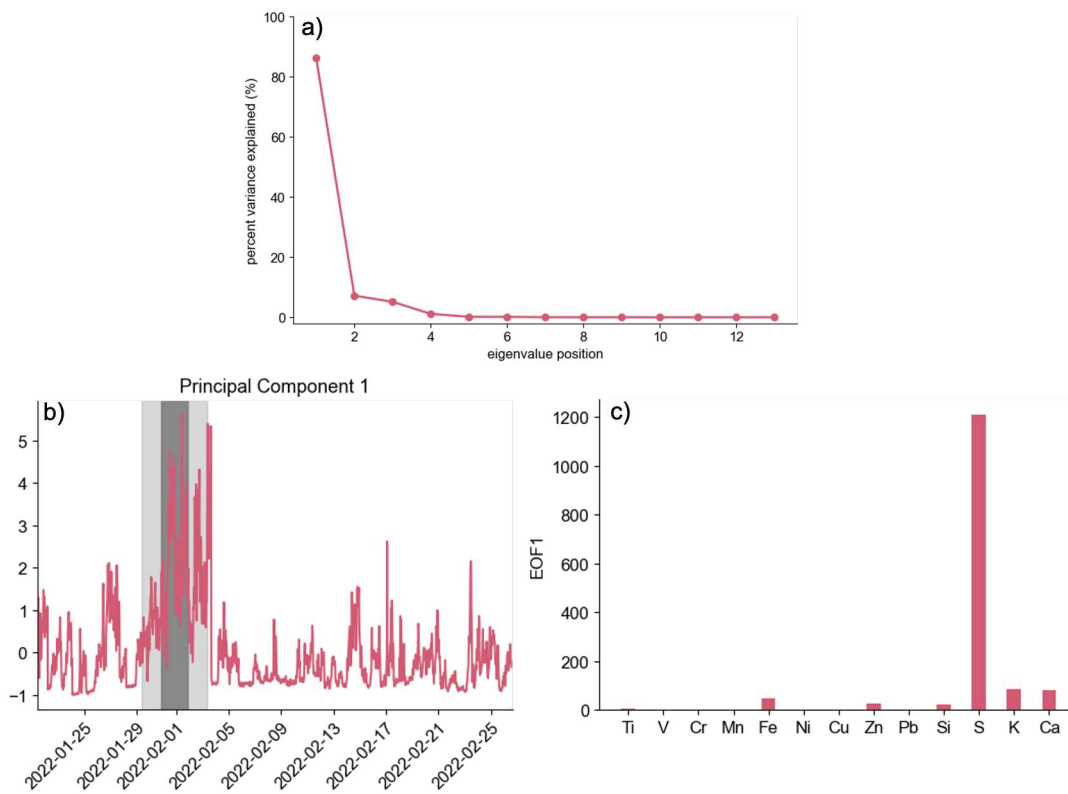 a)
100
80
60
40
20
0
percent variance explained (%)
2 4 6 8 10 12
eigenvalue position
Principal Component 1
b)
5
4
3
2
1
0
−1
2022-01-25 2022-01-29 2022-02-01 2022-02-05 2022-02-09 2022-02-13 2022-02-17 2022-02-21 2022-02-25
c)
1200
1000
800
600
400
200
0
EOF1
Ti V Cr Mn Fe Ni Cu Zn Pb Si S K Ca